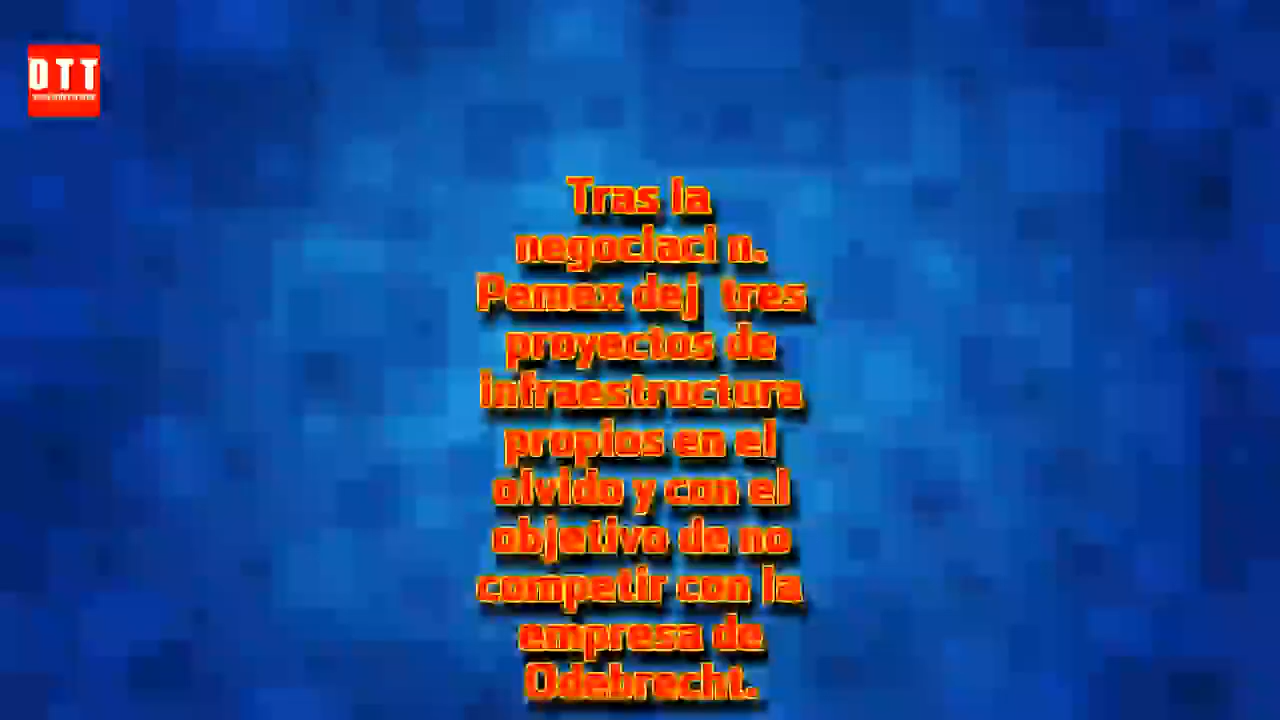 OTT
Tras la
negociaci n.
Pemex dej  tres
proyectos de
infraestructura
propios en el
olvido y con el
objetivo de no
competir con la
empresa de
Odebrecht.